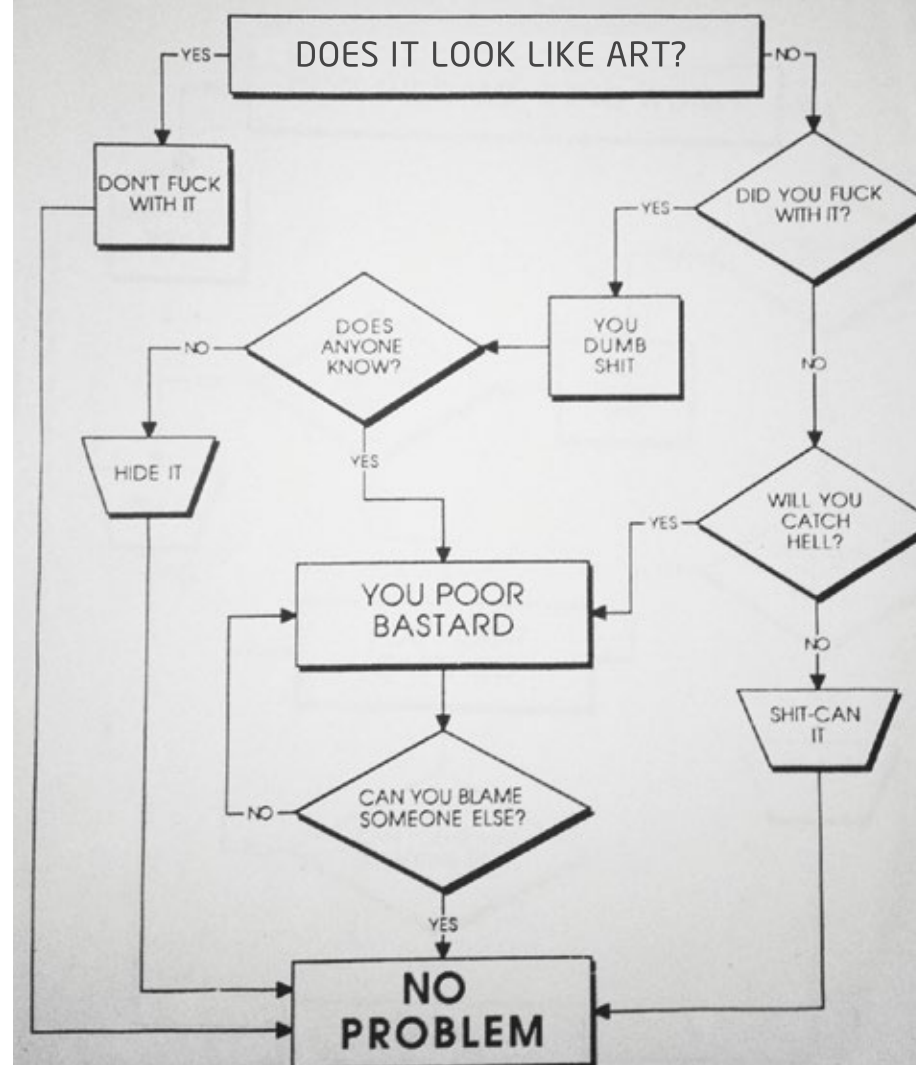 DOES IT LOOK LIKE ART?
YES
NO
DON'T FUCK
WITH IT
DID YOU FUCK
WITH IT?
YES
YOU
DUMB
SHIT
DOES
ANYONE
KNOW?
NO
NO
HIDE IT
YES
WILL YOU
CATCH
HELL?
YES
YOU POOR
BASTARD
NO
SHIT-CAN
IT
CAN YOU BLAME
SOMEONE ELSE?
NO
YES
NO
PROBLEM